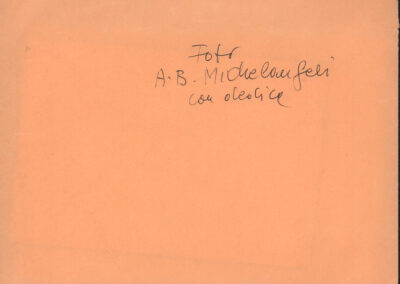 Foto
A.B. Michelangeli
con dedica